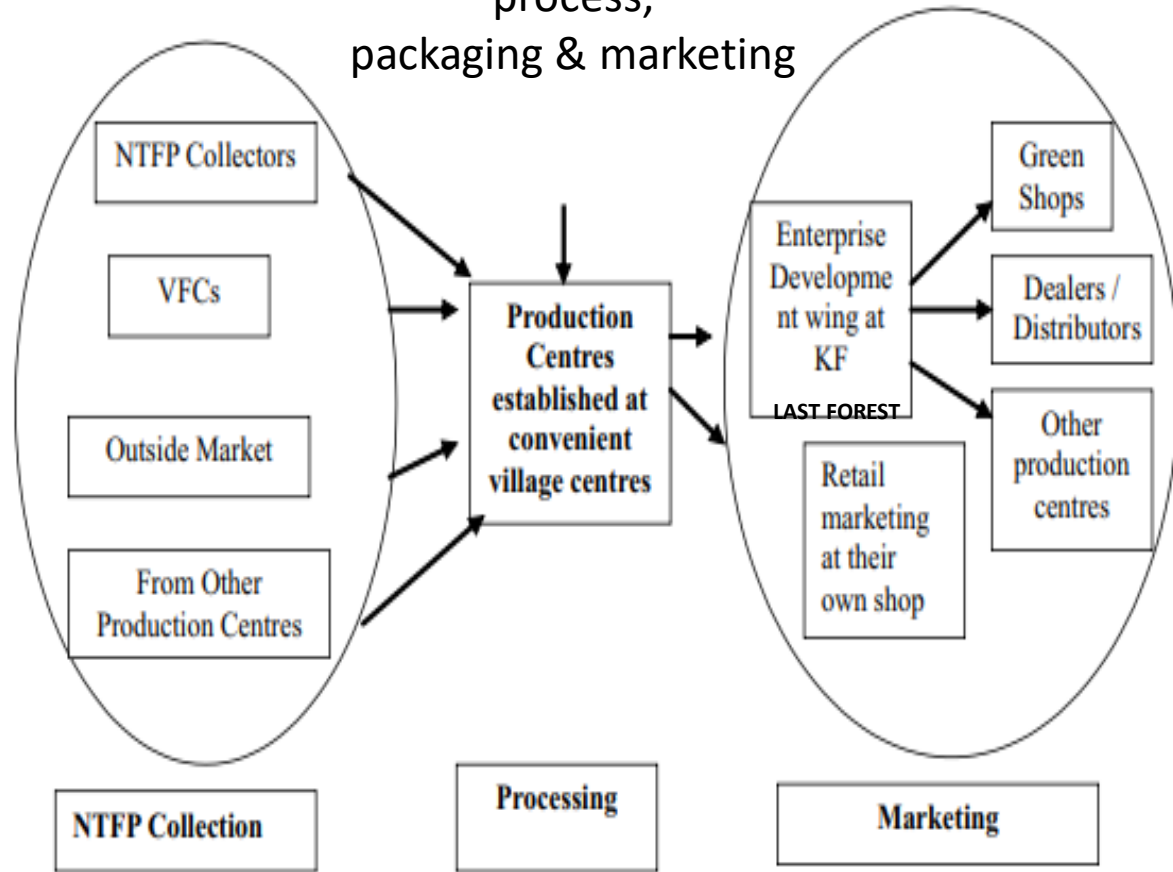 process,
packaging & marketing
NTFP Collectors
VFCs
Outside Market
From Other
Production Centres
Production
Centres
established at
convenient
village centres
Enterprise
Developme
nt wing at
KF
LAST FOREST
Retail
marketing
at their
own shop
Green
Shops
Dealers /
Distributors
Other
production
centres
NTFP Collection
Processing
Marketing